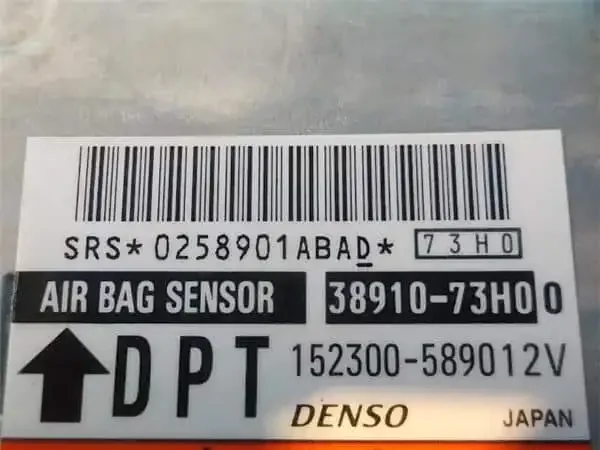 SRS*0258901ABAD* 73H0
AIR BAG SENSOR 38910-73H00
DPT 152300-589012V
DENSO JAPAN